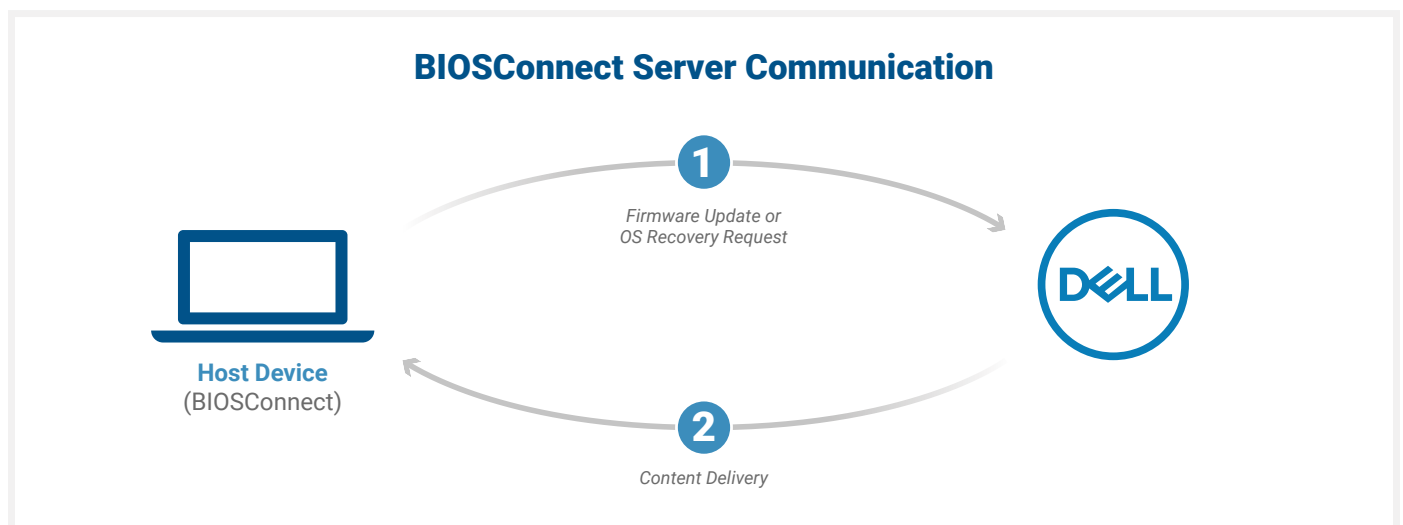 BIOSConnect Server Communication
1
Firmware Update or
OS Recovery Request
DELL
Host Device
(BIOSConnect)
2
Content Delivery